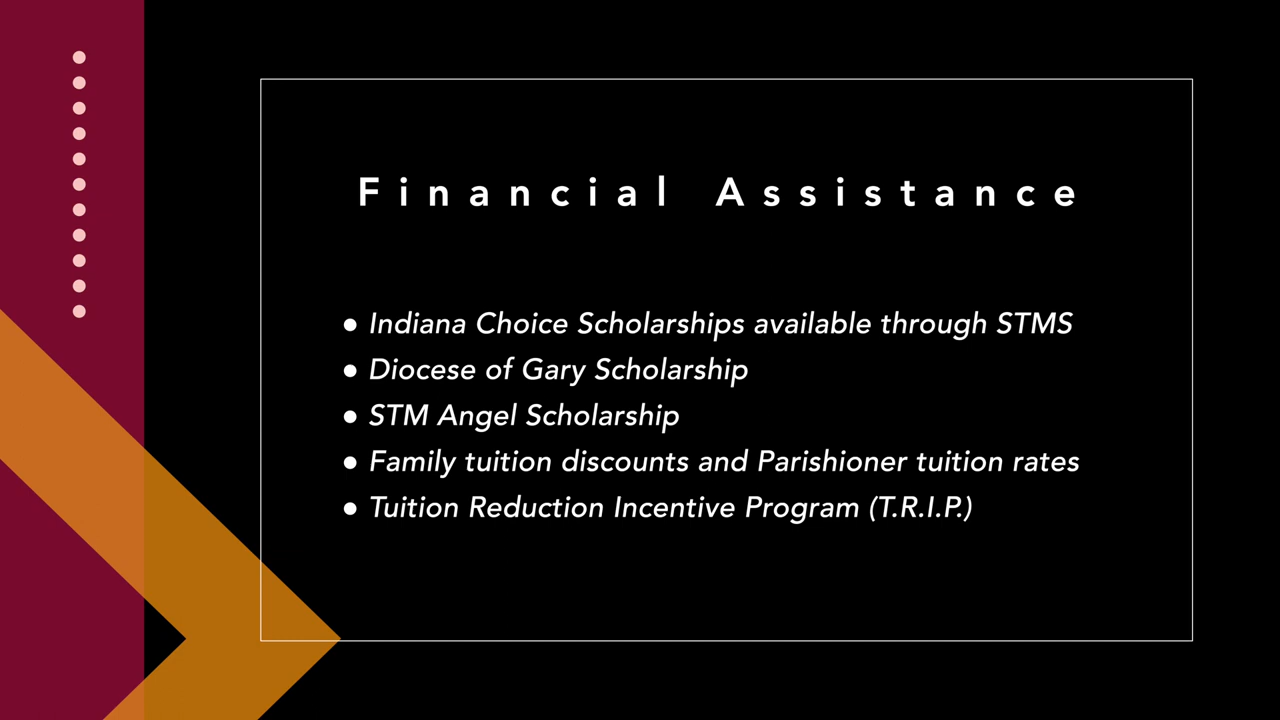 Financial Assistance
● Indiana Choice Scholarships available through STMS
● Diocese of Gary Scholarship
● STM Angel Scholarship
● Family tuition discounts and Parishioner tuition rates
● Tuition Reduction Incentive Program (T.R.I.P.)